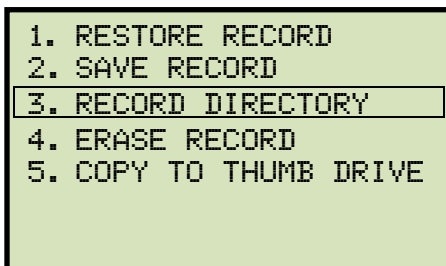 1. RESTORE RECORD
2. SAVE RECORD
3. RECORD DIRECTORY
4. ERASE RECORD
5. COPY TO THUMB DRIVE